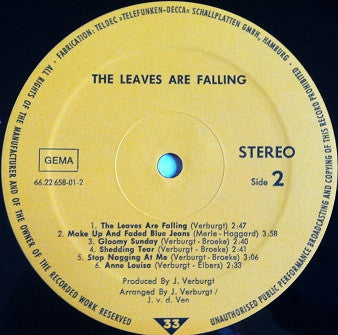 ALL RIGHTS OF THE MANUFACTURER AND OF THE OWNER OF THE RECORDED WORK RESERVED
· FABRICATION: TELDEC »TELEFUNKEN-DECCA« SCHALLPLATTEN GMBH, HAMBURG ·
UNAUTHORISED PUBLIC PERFORMANCE BROADCASTING AND COPYING OF THIS RECORD PROHIBITED
THE LEAVES ARE FALLING
GEMA
STEREO
66.22 658-01-2
Side 2
1. The Leaves Are Falling (Verburgt) 2:47
2. Make Up And Faded Blue Jeans (Merle - Haggard) 3:58
3. Gloomy Sunday (Verburgt - Broeke) 2:45
4. Shedding Tear (Verburgt - Broeke) 2:51
5. Stop Nagging At Me (Verburgt - Broeke) 2:32
6. Anne Louisa (Verburgt - Elbers) 2:33
Produced By J. Verburgt
Arranged By J. Verburgt /
J. v. d. Ven
33